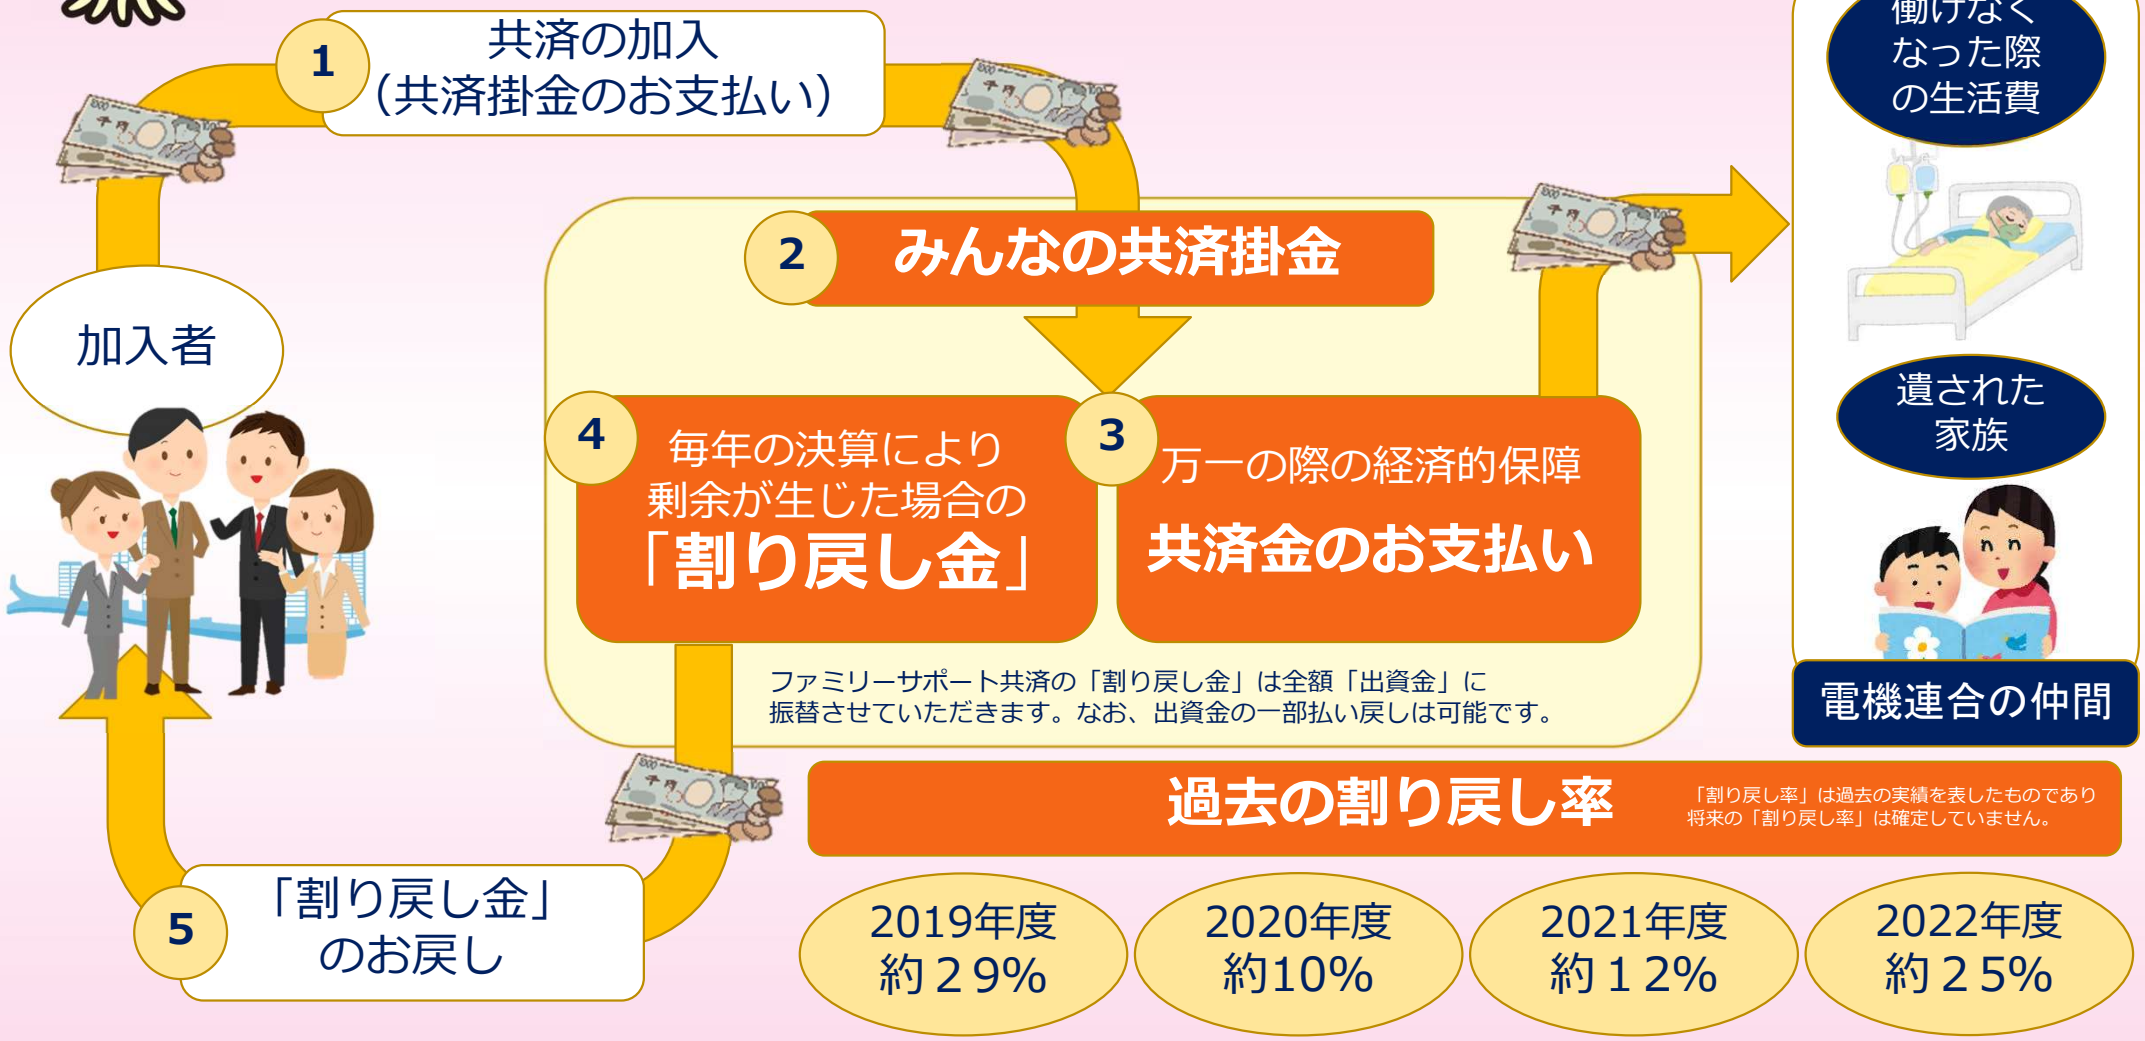 1
共済の加入
（共済掛金のお支払い）
働けなく
なった際
の生活費
2
みんなの共済掛金
加入者
4
毎年の決算により
剰余が生じた場合の
「割り戻し金」
3
万一の際の経済的保障
共済金のお支払い
遺された
家族
ファミリーサポート共済の「割り戻し金」は全額「出資金」に
振替させていただきます。なお、出資金の一部払い戻しは可能です。
電機連合の仲間
過去の割り戻し率
「割り戻し率」は過去の実績を表したものであり
将来の「割り戻し率」は確定していません。
5
「割り戻し金」
のお戻し
2019年度
約２9%
2020年度
約10%
2021年度
約１2%
2022年度
約２5%